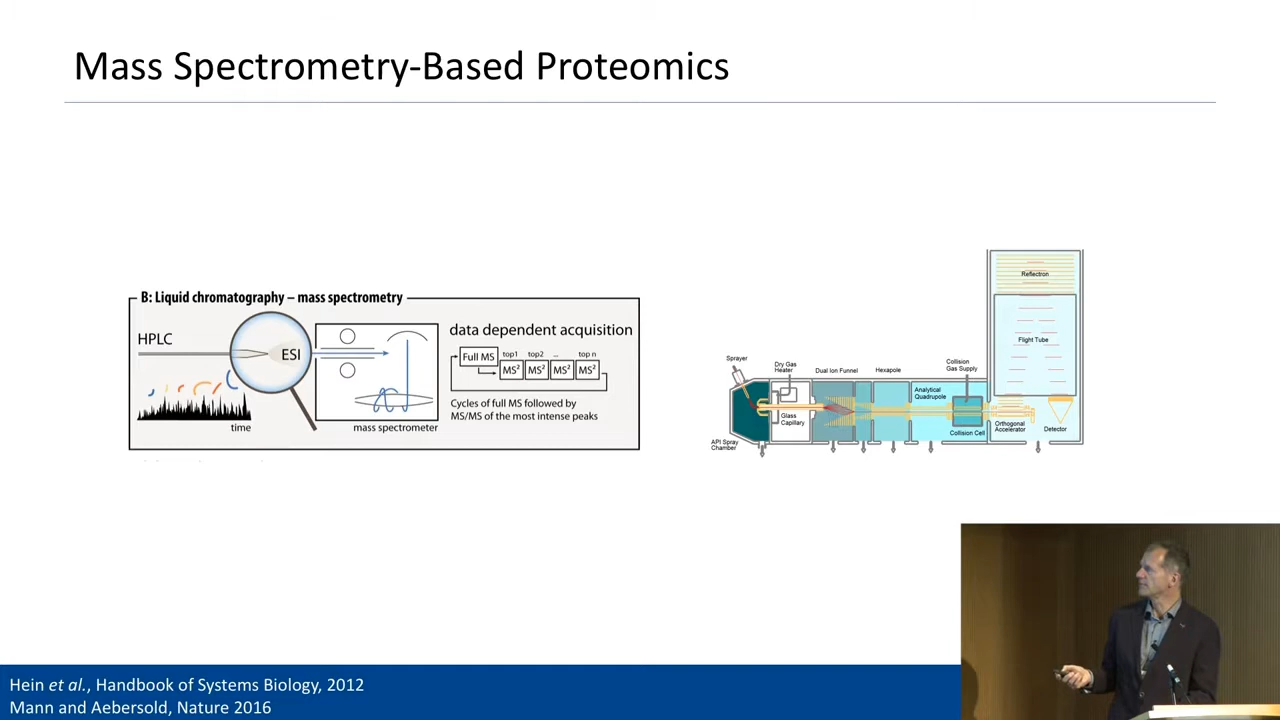 Mass Spectrometry-Based Proteomics
B: Liquid chromatography – mass spectrometry
HPLC
ESI
time
mass spectrometer
data dependent acquisition
Full MS
top1 top2 ... top n
MS² MS² MS² MS²
Cycles of full MS followed by
MS/MS of the most intense peaks
Reflectron
Flight Tube
Sprayer
Dry Gas
Heater
Dual Ion Funnel
Hexapole
Collision
Gas Supply
Analytical
Quadrupole
Glass
Capillary
Collision Cell
Orthogonal
Accelerator
Detector
API Spray
Chamber
Hein et al., Handbook of Systems Biology, 2012
Mann and Aebersold, Nature 2016